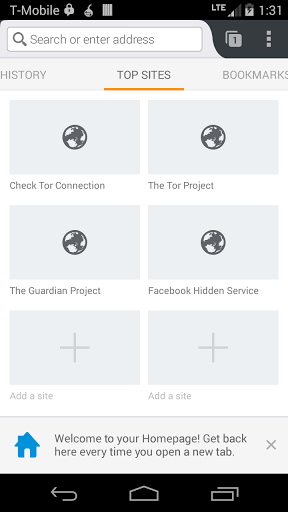 T-Mobile
LTE 1:31
Search or enter address
1
HISTORY
TOP SITES
BOOKMARKS
Check Tor Connection
The Tor Project
The Guardian Project
Facebook Hidden Service
Add a site
Add a site
Welcome to your Homepage! Get back
here every time you open a new tab.